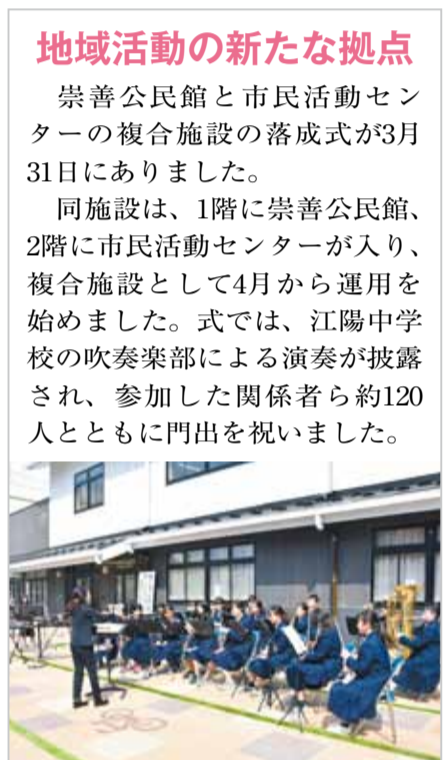 地域活動の新たな拠点
　崇善公民館と市民活動セン
ターの複合施設の落成式が3月
31日にありました。
　同施設は、1階に崇善公民館、
2階に市民活動センターが入り、
複合施設として4月から運用を
始めました。式では、江陽中学
校の吹奏楽部による演奏が披露
され、参加した関係者ら約120
人とともに門出を祝いました。